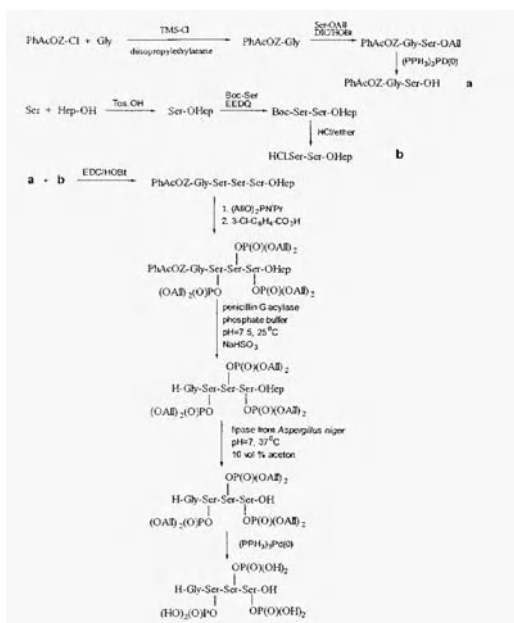 TMS-Cl
PhAcOZ-Cl + Gly PhAcOZ-Gly
diisopropylethylamine
Ser-OAll
DIC/HOBt
PhAcOZ-Gly-Ser-OAll
(PPH3)3PD(0)
PhAcOZ-Gly-Ser-OH a
Ser + Hep-OH Tos.OH Ser-OHep
Boc-Ser
EEDQ
Boc-Ser-Ser-OHep
HCl/ether
HCLSer-Ser-OHep
b
a - b EDC/HOBt PhAcOZ-Gly-Ser-Ser-Ser-OHep
1. (AllO)2PN
2. 3-Cl-C6H4-CO3H
OP(O)(OAll)2
PhAcOZ-Gly-Ser-Ser-Ser-OHep
(OAll)2(O)PO OP(O)(OAll)2
penicillin G acylase
phosphate buffer
pH=7.5, 25°C
NaHSO3
OP(O)(OAll)2
H-Gly-Ser-Ser-Ser-OHep
(OAll)2(O)PO OP(O)(OAll)2
lipase from Aspergillus niger
pH=7, 37°C
10 vol % aceton
OP(O)(OAll)2
H-Gly-Ser-Ser-Ser-OH
(OAll)2(O)PO OP(O)(OAll)2
(PPH3)3Pd(0)
OP(O)(OH)2
H-Gly-Ser-Ser-Ser-OH
(HO)2(O)PO OP(O)(OH)2